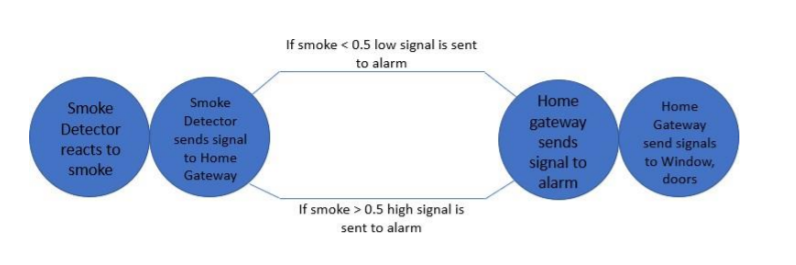 If smoke < 0.5 low signal is sent
to alarm
Smoke
Detector
reacts to
smoke
Smoke
Detector
sends signal
to Home
Gateway
Home
gateway
sends
signal to
alarm
Home
Gateway
send signals
to Window,
doors
If smoke > 0.5 high signal is
sent to alarm